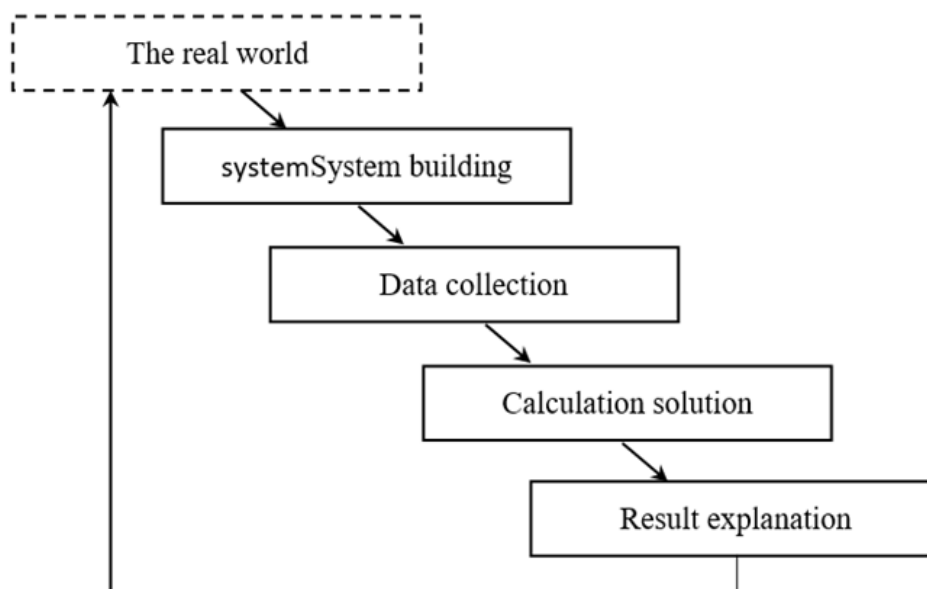 The real world
systemSystem building
Data collection
Calculation solution
Result explanation